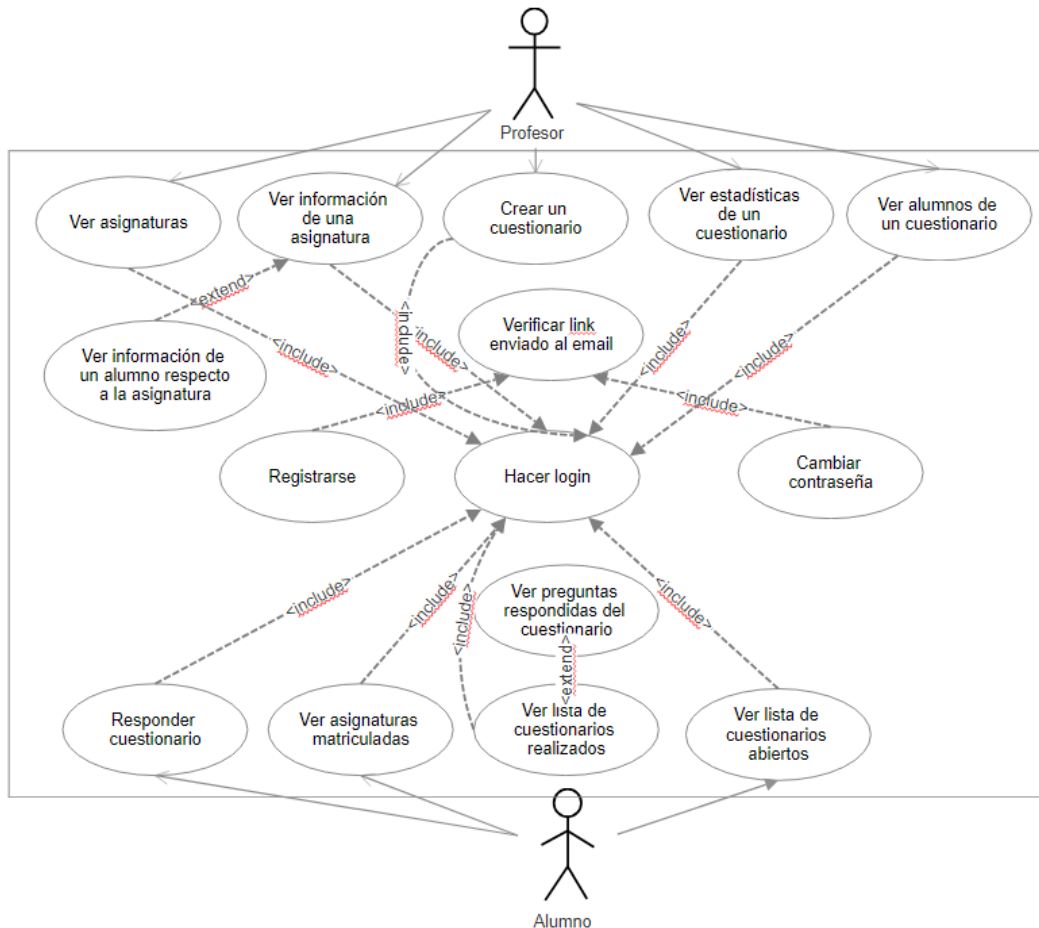 Profesor
Ver asignaturas
Ver información
de una
asignatura
Crear un
cuestionario
Ver estadísticas
de un
cuestionario
Ver alumnos de
un cuestionario
<extend>
<include>
<include>
<include>
<include>
<include>
Verificar link
enviado al email
Ver información de
un alumno respecto
a la asignatura
<include>
<include>
Registrarse
Hacer login
Cambiar
contraseña
<include>
<include>
<include>
<include>
Ver preguntas
respondidas del
cuestionario
<extend>
Responder
cuestionario
Ver asignaturas
matriculadas
Ver lista de
cuestionarios
realizados
Ver lista de
cuestionarios
abiertos
Alumno